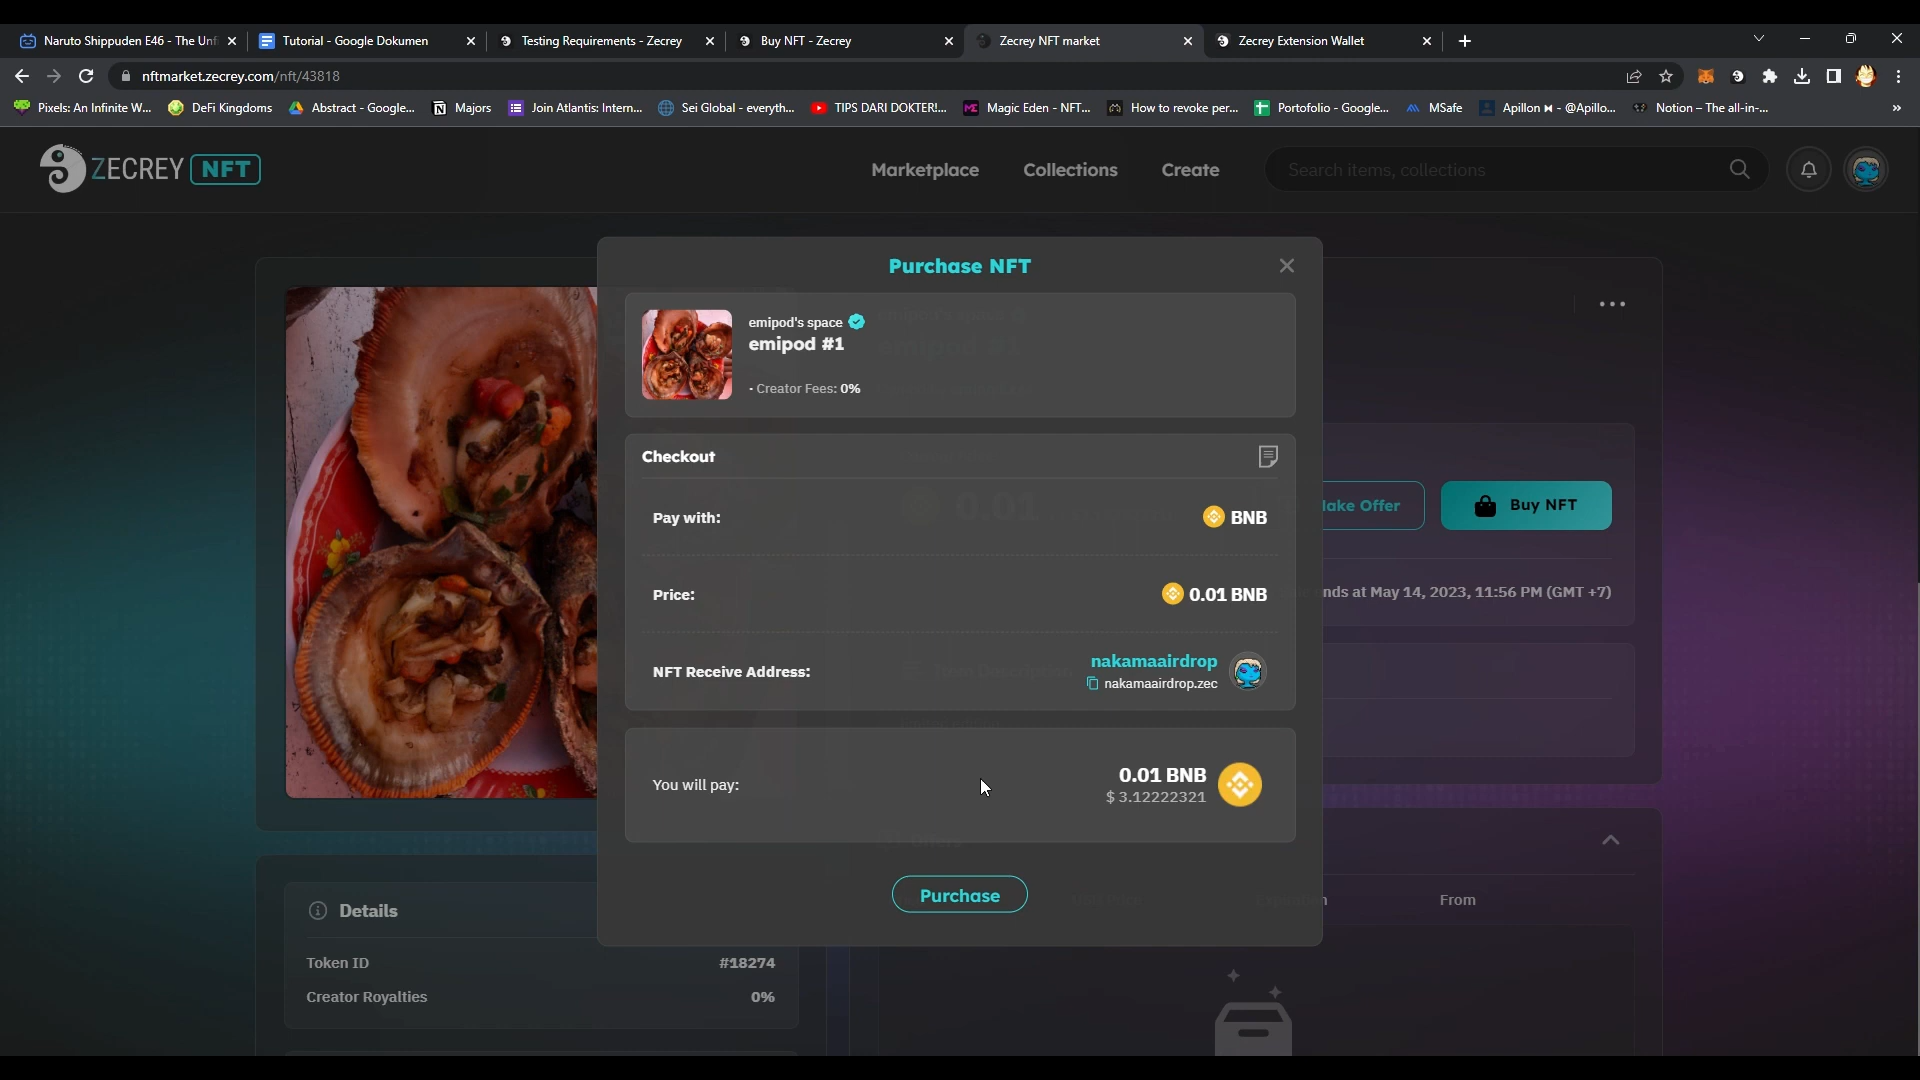 Naruto Shippuden E46 - The Unf
Tutorial - Google Dokumen
Testing Requirements - Zecrey
Buy NFT - Zecrey
Zecrey NFT market
Zecrey Extension Wallet
nftmarket.zecrey.com/nft/43818
Pixels: An Infinite W...
DeFi Kingdoms
Abstract - Google...
Majors
Join Atlantis: Intern...
Sei Global - everyth...
TIPS DARI DOKTER!...
Magic Eden - NFT...
How to revoke per...
Portofolio - Google...
MSafe
Apillon - @Apillo...
Notion – The all-in-...
ZECREY NFT
Marketplace
Collections
Create
Search items, collections
Purchase NFT
emipod's space
emipod #1
• Creator Fees: 0%
Checkout
Pay with:
BNB
Price:
0.01 BNB
NFT Receive Address:
nakamaairdrop
nakamaairdrop.zec
You will pay:
0.01 BNB
$ 3.12222321
Purchase
emipod #1
0.01
Make Offer
Buy NFT
ends at May 14, 2023, 11:56 PM (GMT +7)
From
Details
Token ID
#18274
Creator Royalties
0%